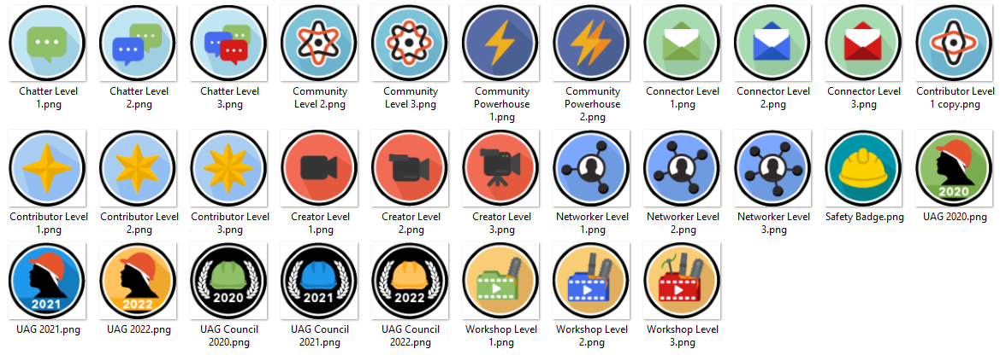 Chatter Level
1.png
Chatter Level
2.png
Chatter Level
3.png
Community
Level 2.png
Community
Level 3.png
Community
Powerhouse
1.png
Community
Powerhouse
2.png
Connector Level
1.png
Connector Level
2.png
Connector Level
3.png
Contributor Level
1 copy.png
Contributor Level
1.png
Contributor Level
2.png
Contributor Level
3.png
Creator Level
1.png
Creator Level
2.png
Creator Level
3.png
Networker Level
1.png
Networker Level
2.png
Networker Level
3.png
Safety Badge.png
2020
UAG 2020.png
2021
UAG 2021.png
2022
UAG 2022.png
2020
UAG Council
2020.png
2021
UAG Council
2021.png
2022
UAG Council
2022.png
Workshop Level
1.png
Workshop Level
2.png
Workshop Level
3.png